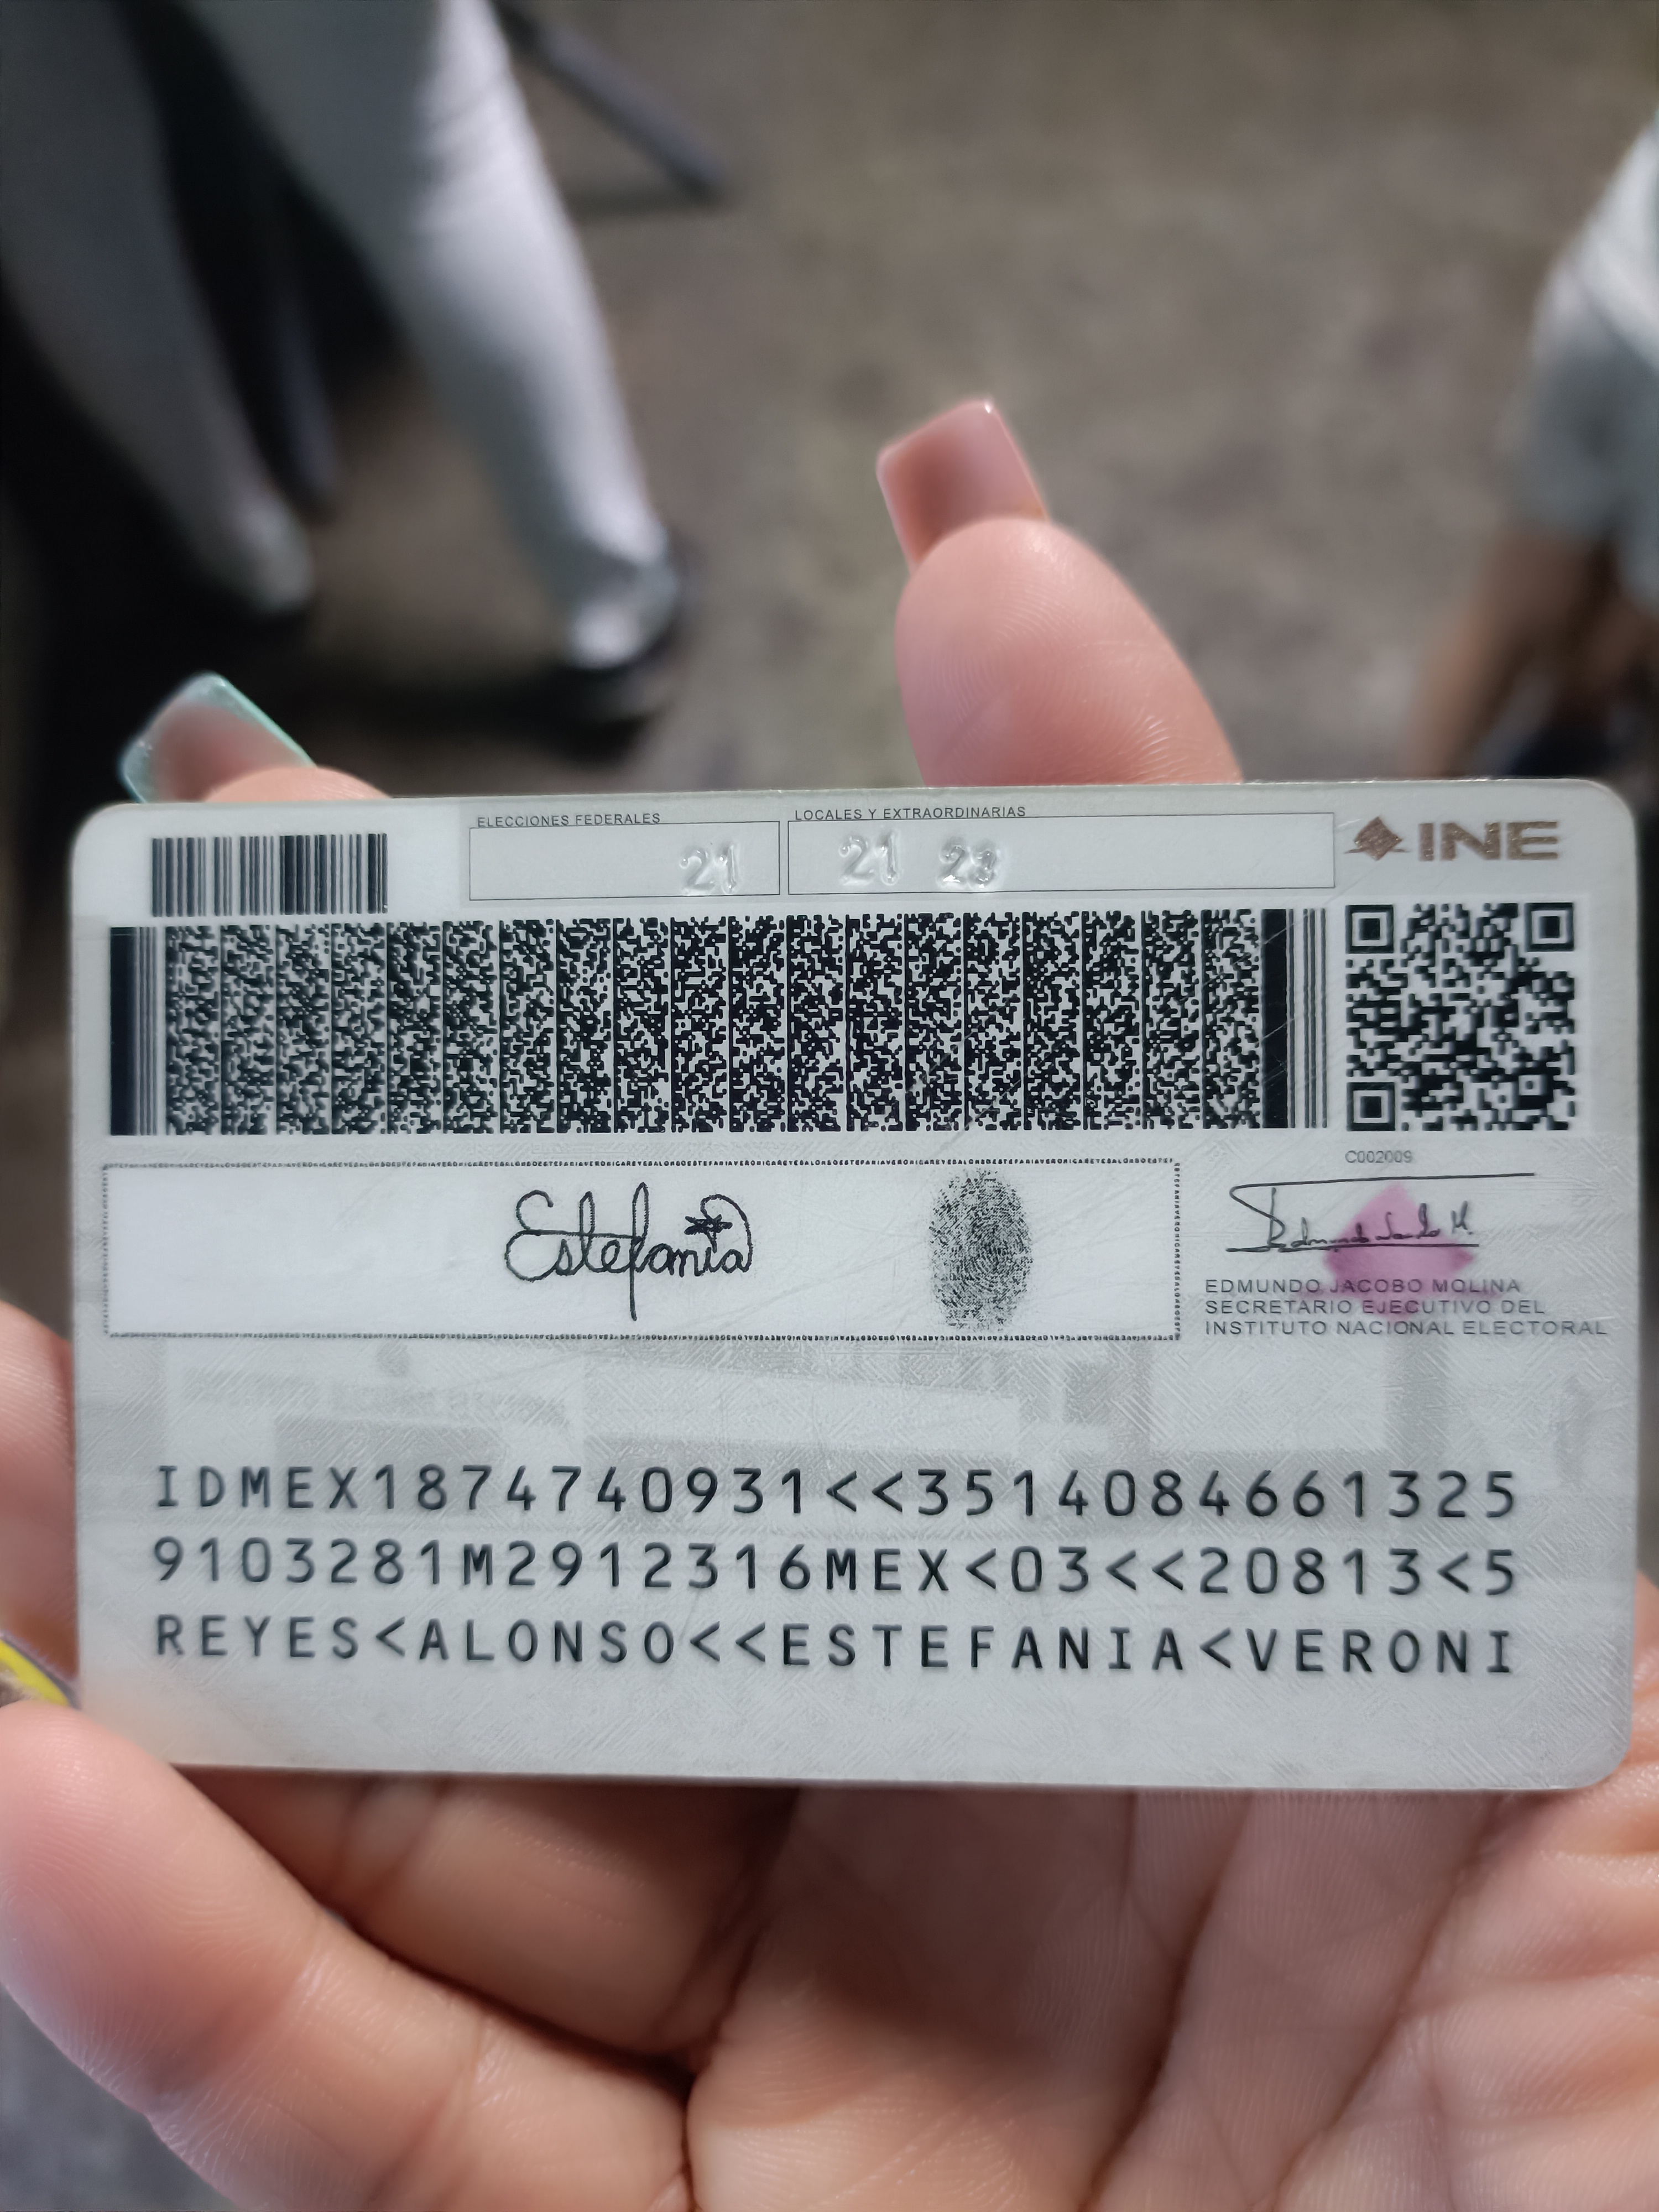 ELECCIONES FEDERALES
LOCALES Y EXTRAORDINARIAS
21
21 23
INE
C002009
Estefania
EDMUNDO JACOBO MOLINA
SECRETARIO EJECUTIVO DEL
INSTITUTO NACIONAL ELECTORAL
IDMEX1874740931<<3514084661325
9103281M2912316MEX<03<<20813<5
REYES<ALONSO<<ESTEFANIA<VERONI